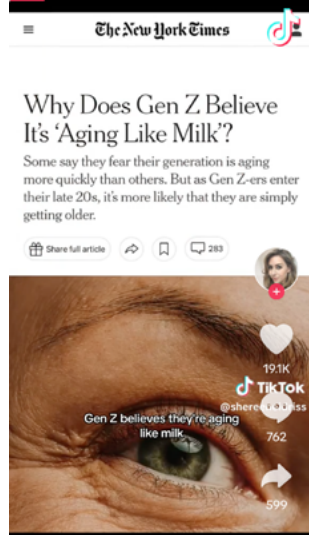 The New York Times
Why Does Gen Z Believe
It's ‘Aging Like Milk’?
Some say they fear their generation is aging
more quickly than others. But as Gen Z-ers enter
their late 20s, it's more likely that they are simply
getting older.
Share full article
283
19.1K
TikTok
Gen Z believes they're aging
like milk
762
599